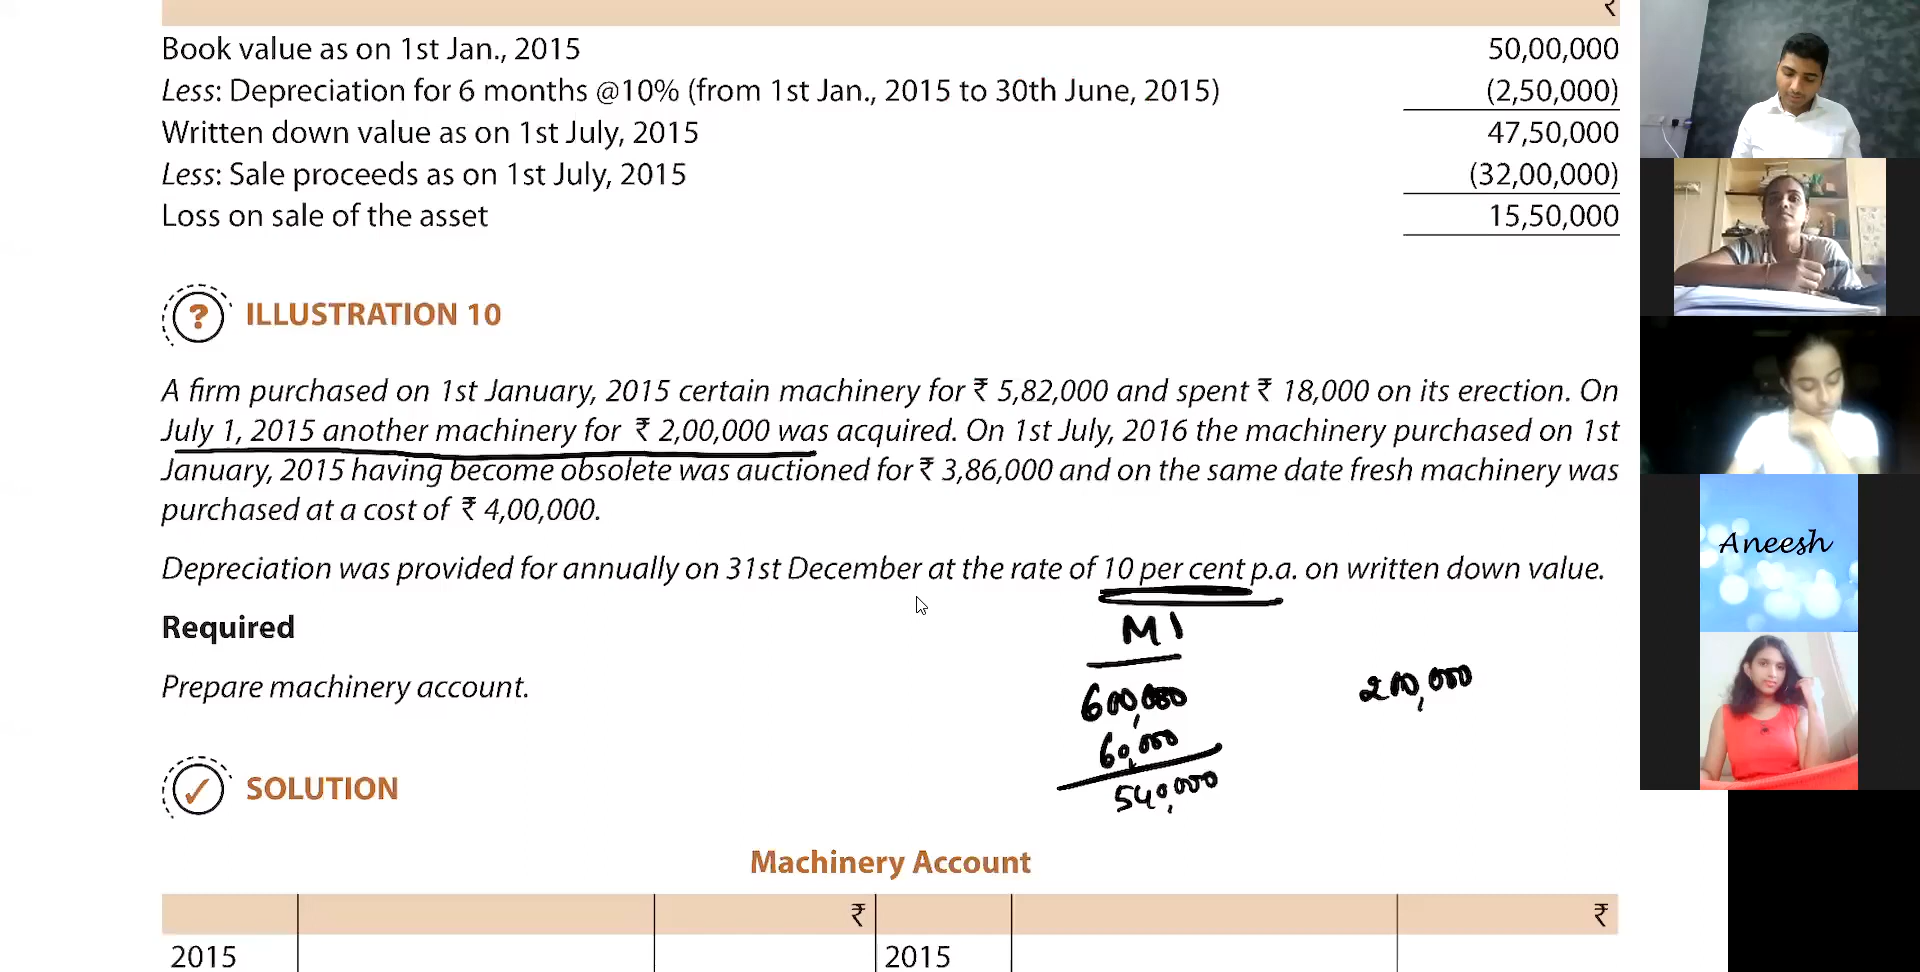 ₹
Book value as on 1st Jan., 2015 50,00,000
Less: Depreciation for 6 months @10% (from 1st Jan., 2015 to 30th June, 2015) (2,50,000)
Written down value as on 1st July, 2015 47,50,000
Less: Sale proceeds as on 1st July, 2015 (32,00,000)
Loss on sale of the asset 15,50,000
? ILLUSTRATION 10
A firm purchased on 1st January, 2015 certain machinery for ₹ 5,82,000 and spent ₹ 18,000 on its erection. On
July 1, 2015 another machinery for ₹ 2,00,000 was acquired. On 1st July, 2016 the machinery purchased on 1st
January, 2015 having become obsolete was auctioned for ₹ 3,86,000 and on the same date fresh machinery was
purchased at a cost of ₹ 4,00,000.
Depreciation was provided for annually on 31st December at the rate of 10 per cent p.a. on written down value.
Required
M1
Prepare machinery account.
600,000 200,000
60,000
540,000
✓ SOLUTION
Machinery Account
₹ ₹
2015 2015
Aneesh